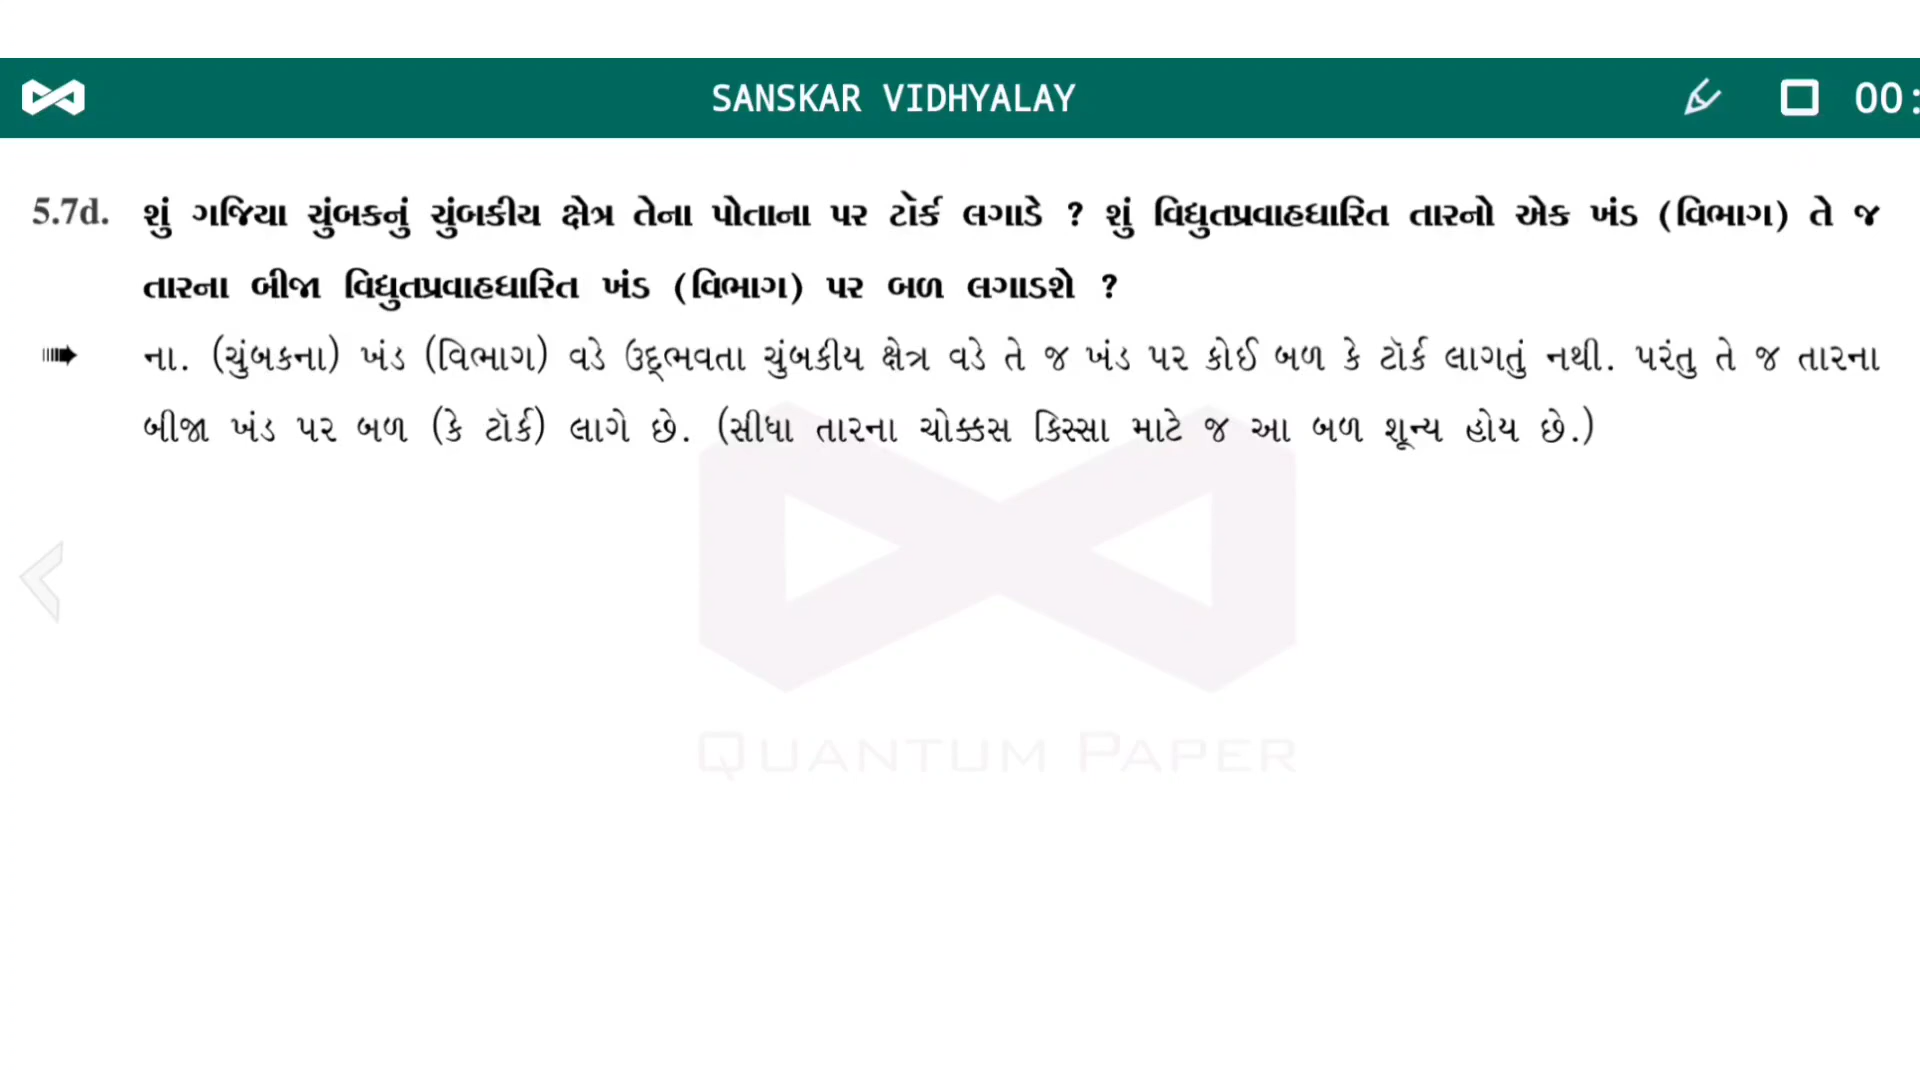 SANSKAR VIDHYALAY
00:
5.7d. શું ગજિયા ચુંબકનું ચુંબકીય ક્ષેત્ર તેના પોતાના પર ટૉર્ક લગાડે ? શું વિદ્યુતપ્રવાહધારિત તારનો એક ખંડ (વિભાગ) તે જ
તારના બીજા વિદ્યુતપ્રવાહધારિત ખંડ (વિભાગ) પર બળ લગાડશે ?
ના. (ચુંબકના) ખંડ (વિભાગ) વડે ઉદ્ભવતા ચુંબકીય ક્ષેત્ર વડે તે જ ખંડ પર કોઈ બળ કે ટૉર્ક લાગતું નથી. પરંતુ તે જ તારના
બીજા ખંડ પર બળ (કે ટૉર્ક) લાગે છે. (સીધા તારના ચોક્કસ કિસ્સા માટે જ આ બળ શૂન્ય હોય છે.)
QUANTUM PAPER